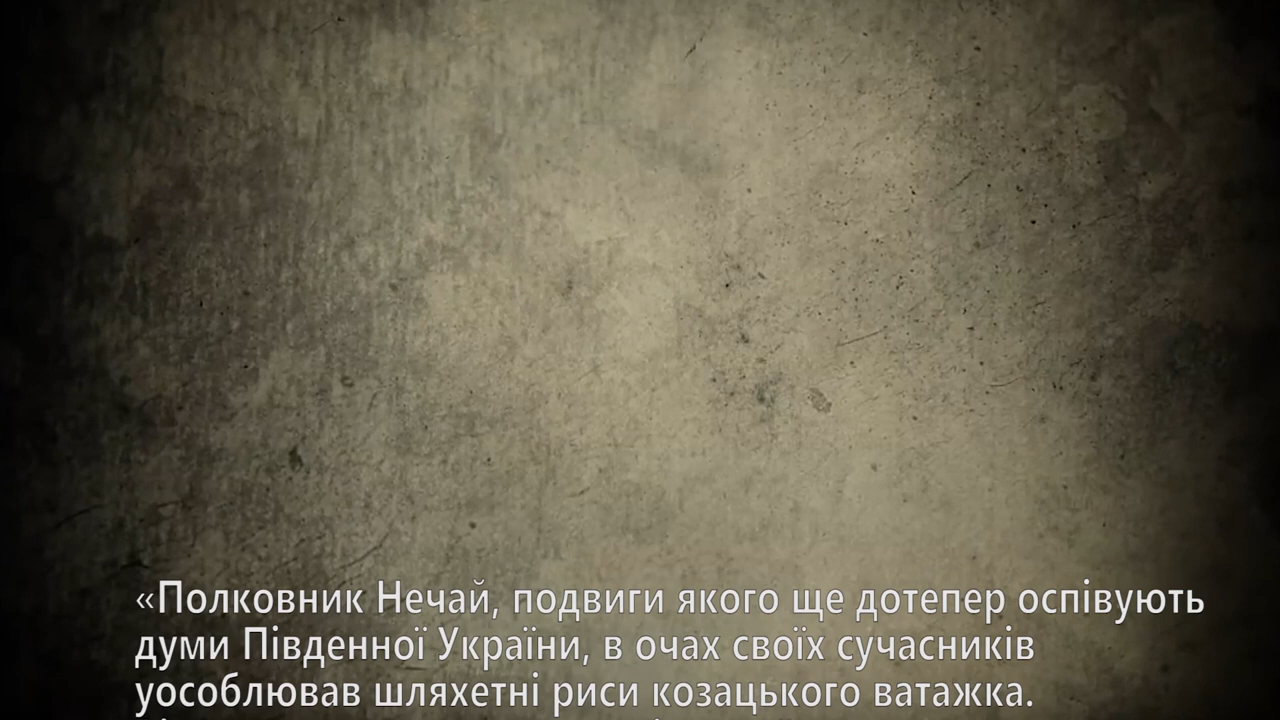 «Полковник Нечай, подвиги якого ще дотепер оспівують
думи Південної України, в очах своїх сучасників
уособлював шляхетні риси козацького ватажка.